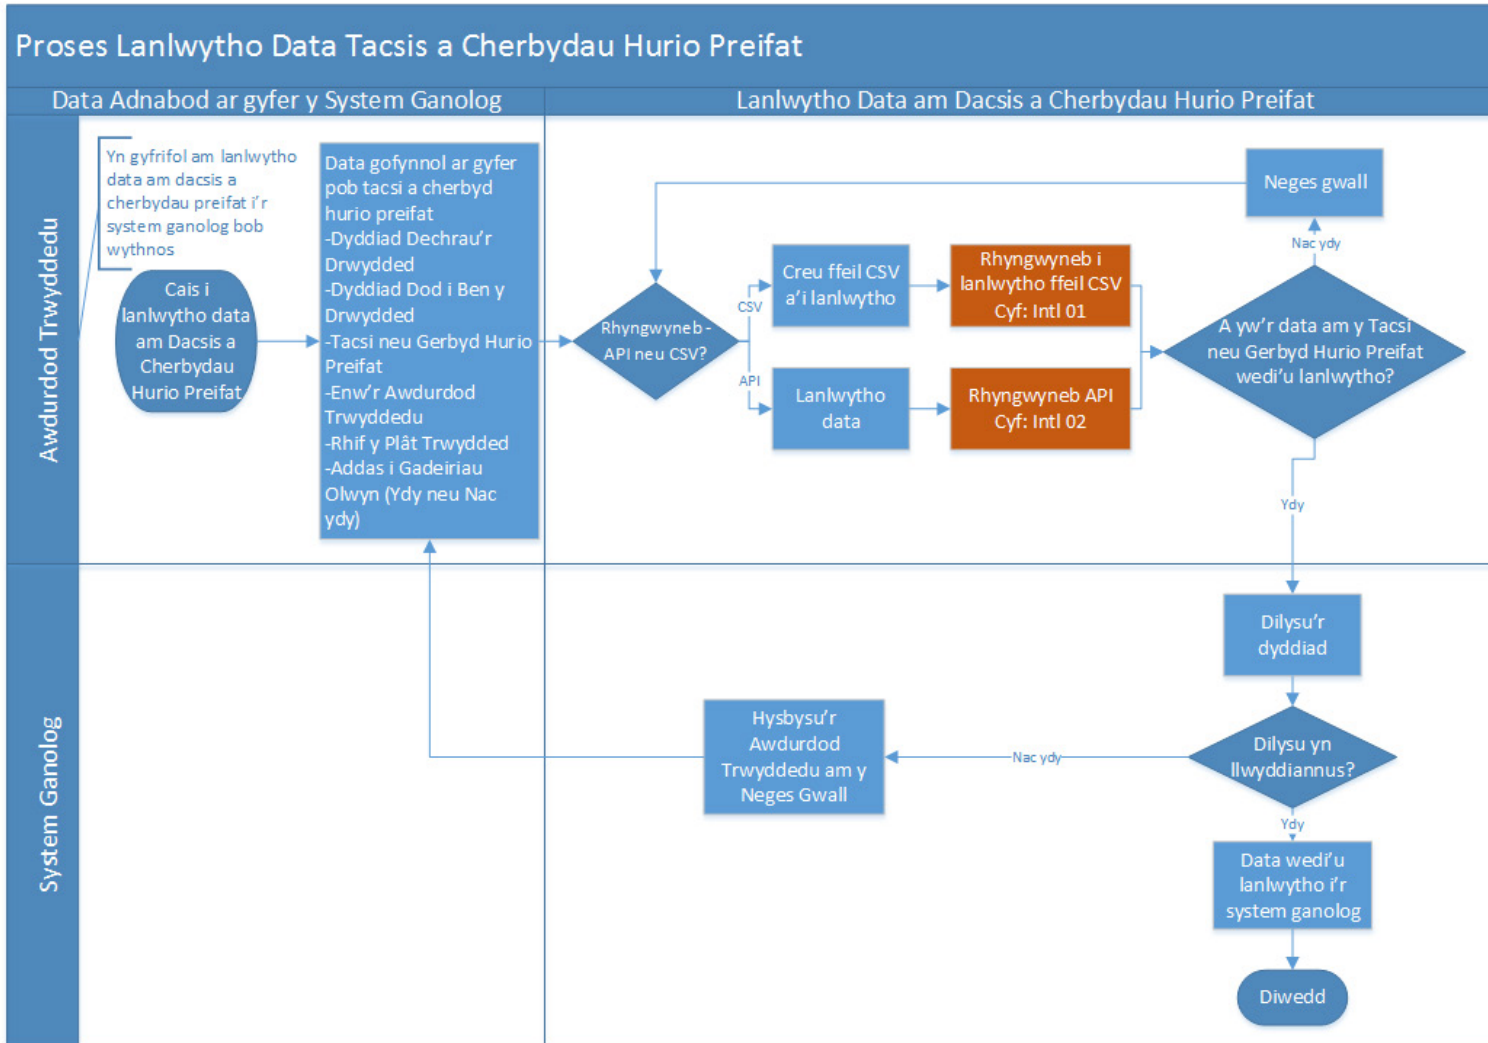 Proses Lanlwytho Data Tacsis a Cherbydau Hurio Preifat
Data Adnabod ar gyfer y System Ganolog
Lanlwytho Data am Dacsis a Cherbydau Hurio Preifat
Awdurdod Trwyddedu
Yn gyfrifol am lanlwytho
data am dacsis a
cherbydau preifat i'r
system ganolog bob
wythnos
Cais i
lanlwytho data
am Dacsis a
Cherbydau
Hurio Preifat
Data gofynnol ar gyfer
pob tacsi a cherbyd
hurio preifat
-Dyddiad Dechrau'r
Drwydded
-Dyddiad Dod i Ben y
Drwydded
-Tacsi neu Gerbyd Hurio
Preifat
-Enw'r Awdurdod
Trwyddedu
-Rhif y Plât Trwydded
-Addas i Gadeiriau
Olwyn (Ydy neu Nac
ydy)
Rhyngwyneb -
API neu CSV?
CSV
API
Creu ffeil CSV
a'i lanlwytho
Rhyngwyneb i
lanlwytho ffeil CSV
Cyf: Intl 01
Lanlwytho
data
Rhyngwyneb API
Cyf: Intl 02
Neges gwall
Nac ydy
A yw'r data am y Tacsi
neu Gerbyd Hurio Preifat
wedi'u lanlwytho?
Ydy
System Ganolog
Dilysu'r
dyddiad
Dilysu yn
llwyddiannus?
Nac ydy
Hysbysu'r
Awdurdod
Trwyddedu am y
Neges Gwall
Ydy
Data wedi'u
lanlwytho i'r
system ganolog
Diwedd